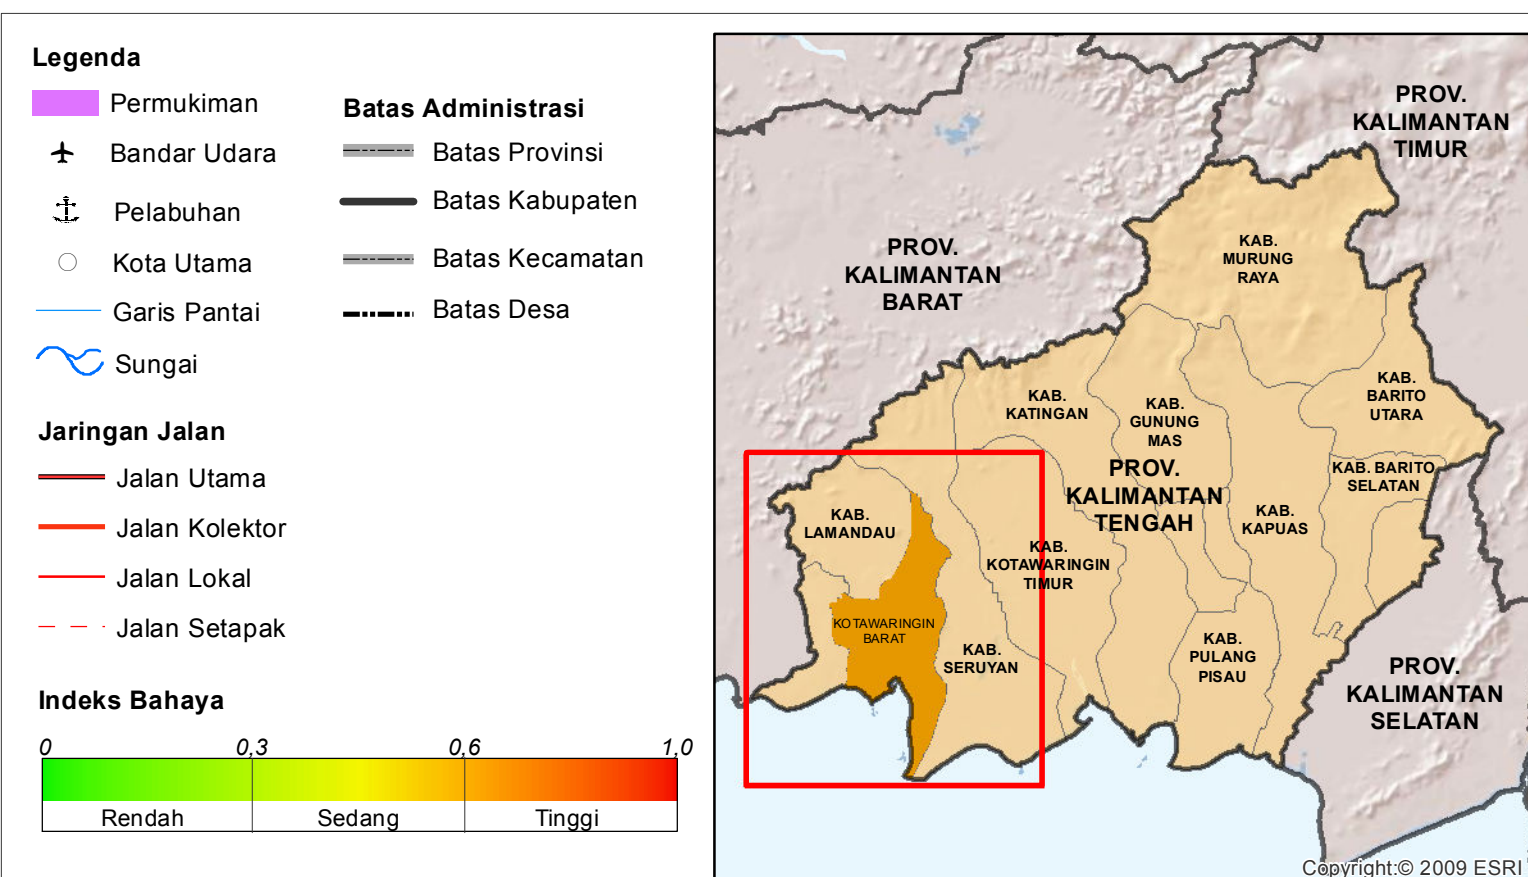 Legenda
Permukiman
Bandar Udara
Pelabuhan
Kota Utama
Garis Pantai
Sungai
Batas Administrasi
Batas Provinsi
Batas Kabupaten
Batas Kecamatan
Batas Desa
Jaringan Jalan
Jalan Utama
Jalan Kolektor
Jalan Lokal
Jalan Setapak
Indeks Bahaya
0 0,3 0,6 1,0
Rendah Sedang Tinggi
PROV.
KALIMANTAN
TIMUR
PROV.
KALIMANTAN
BARAT
KAB.
MURUNG
RAYA
KAB.
BARITO
UTARA
KAB.
KATINGAN
KAB.
GUNUNG
MAS
KAB. BARITO
SELATAN
PROV.
KALIMANTAN
TENGAH
KAB.
KAPUAS
KAB.
LAMANDAU
KAB.
KOTAWARINGIN
TIMUR
KOTAWARINGIN
BARAT
KAB.
SERUYAN
KAB.
PULANG
PISAU
PROV.
KALIMANTAN
SELATAN
Copyright:© 2009 ESRI